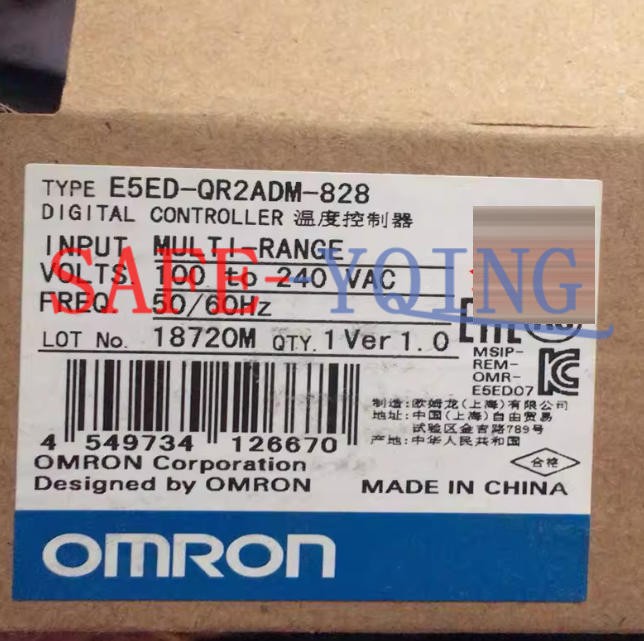 TYPE E5ED-QR2ADM-828
DIGITAL CONTROLLER 温度控制器
INPUT MULTI-RANGE
VOLTS. 100 to 240 VAC
FREQ. 50/60Hz
SAFE-YQING
LOT No. 18720M QTY. 1 Ver 1.0
EAC
MSIP-
REM-
OMR-
E5ED07
制造:欧姆龙(上海)有限公司
地址:中国(上海)自由贸易
试验区金吉路789号
产地:中华人民共和国
4 549734 126670
OMRON Corporation
Designed by OMRON
合格
MADE IN CHINA
OMRON